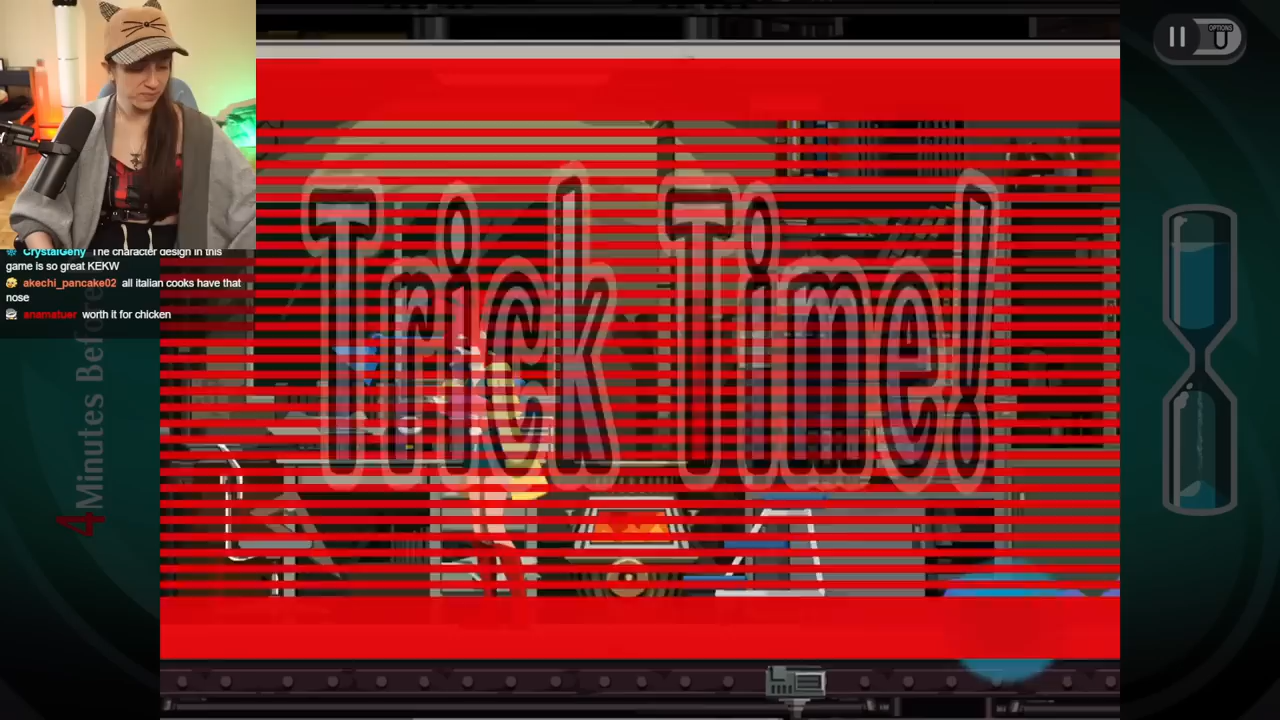 OPTIONS
CrystalGeny The character design in this
game is so great KEKW
akechi_pancake02 all italian cooks have that
nose
anamatuer worth it for chicken
Trick Time!
4 Minutes Before